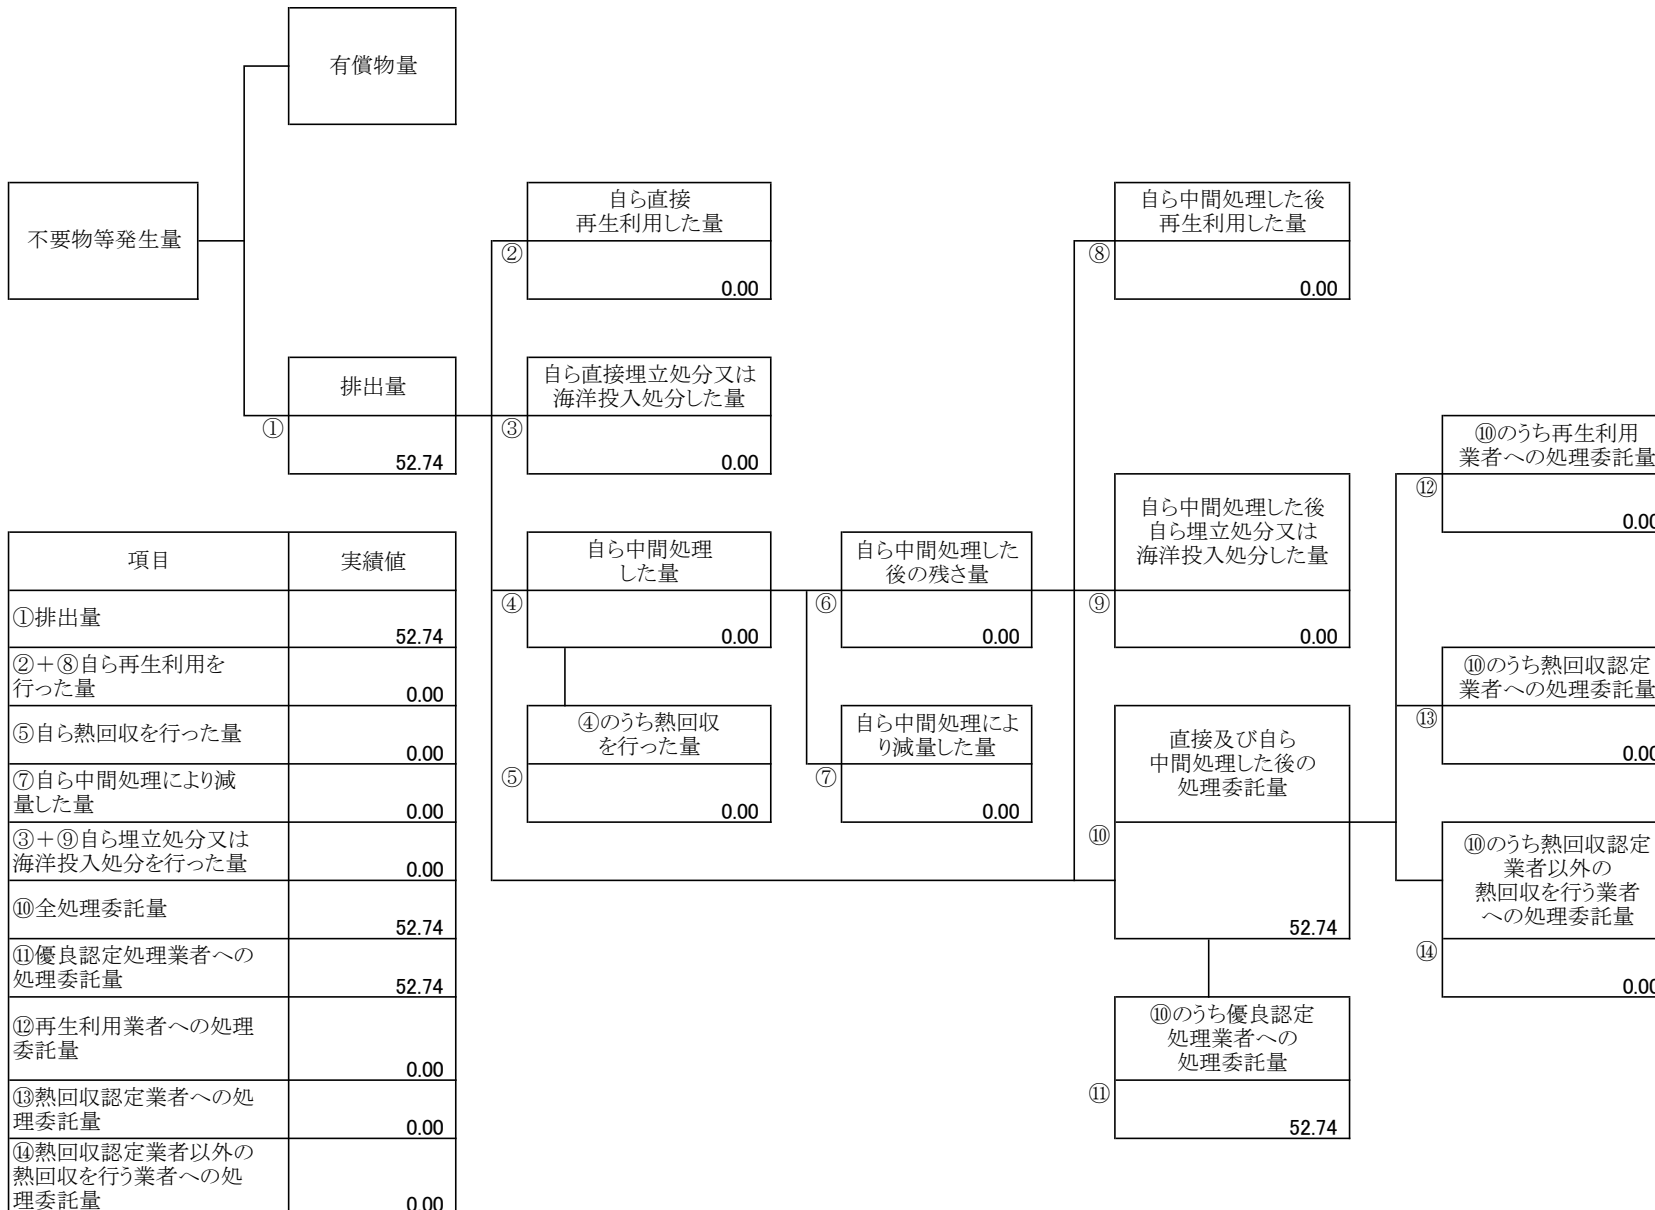 有償物量
不要物等発生量
自ら直接
再生利用した量
②
0.00
自ら中間処理した後
再生利用した量
⑧
0.00
排出量
①
52.74
自ら直接埋立処分又は
海洋投入処分した量
③
0.00
⑩のうち再生利用
業者への処理委託量
⑫
0.00
自ら中間処理
した量
④
0.00
自ら中間処理した
後の残さ量
⑥
0.00
自ら中間処理した後
自ら埋立処分又は
海洋投入処分した量
⑨
0.00
⑩のうち熱回収認定
業者への処理委託量
⑬
0.00
④のうち熱回収
を行った量
⑤
0.00
自ら中間処理によ
り減量した量
⑦
0.00
直接及び自ら
中間処理した後の
処理委託量
⑩
52.74
⑩のうち熱回収認定
業者以外の
熱回収を行う業者
への処理委託量
⑭
0.00
⑩のうち優良認定
処理業者への
処理委託量
⑪
52.74
項目 実績値
①排出量
52.74
②+⑧自ら再生利用を
行った量
0.00
⑤自ら熱回収を行った量
0.00
⑦自ら中間処理により減
量した量
0.00
③+⑨自ら埋立処分又は
海洋投入処分を行った量
0.00
⑩全処理委託量
52.74
⑪優良認定処理業者への
処理委託量
52.74
⑫再生利用業者への処理
委託量
0.00
⑬熱回収認定業者への処
理委託量
0.00
⑭熱回収認定業者以外の
熱回収を行う業者への処
理委託量
0.00